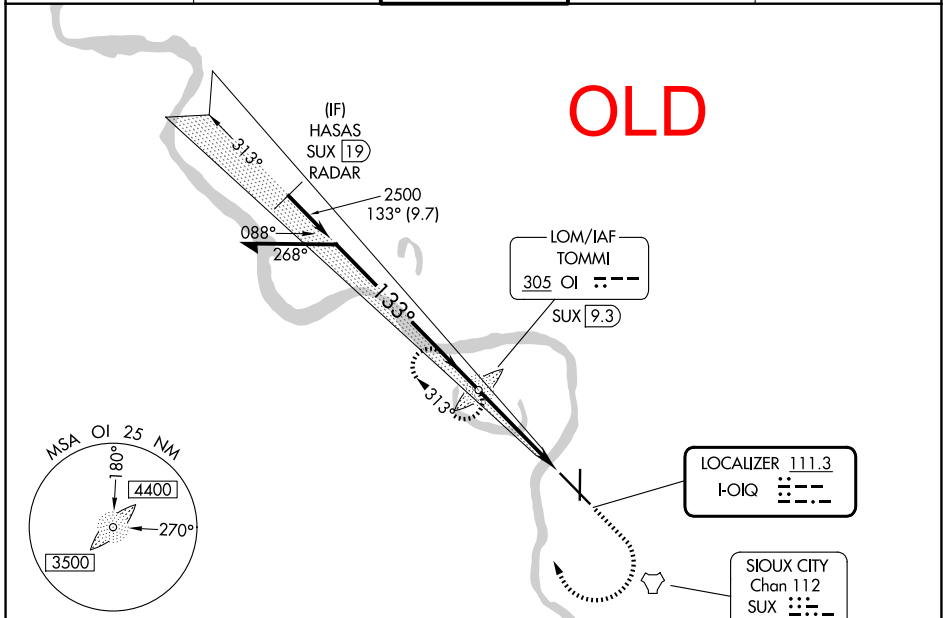 OLD
(IF)
HASAS
SUX 19
RADAR
313°
2500
133° (9.7)
088°
268°
133°
LOM/IAF
TOMMI
305 OI
SUX 9.3
313°
MSA OI 25 NM
180°
4400
270°
3500
LOCALIZER 111.3
I-OIQ
SIOUX CITY
Chan 112
SUX